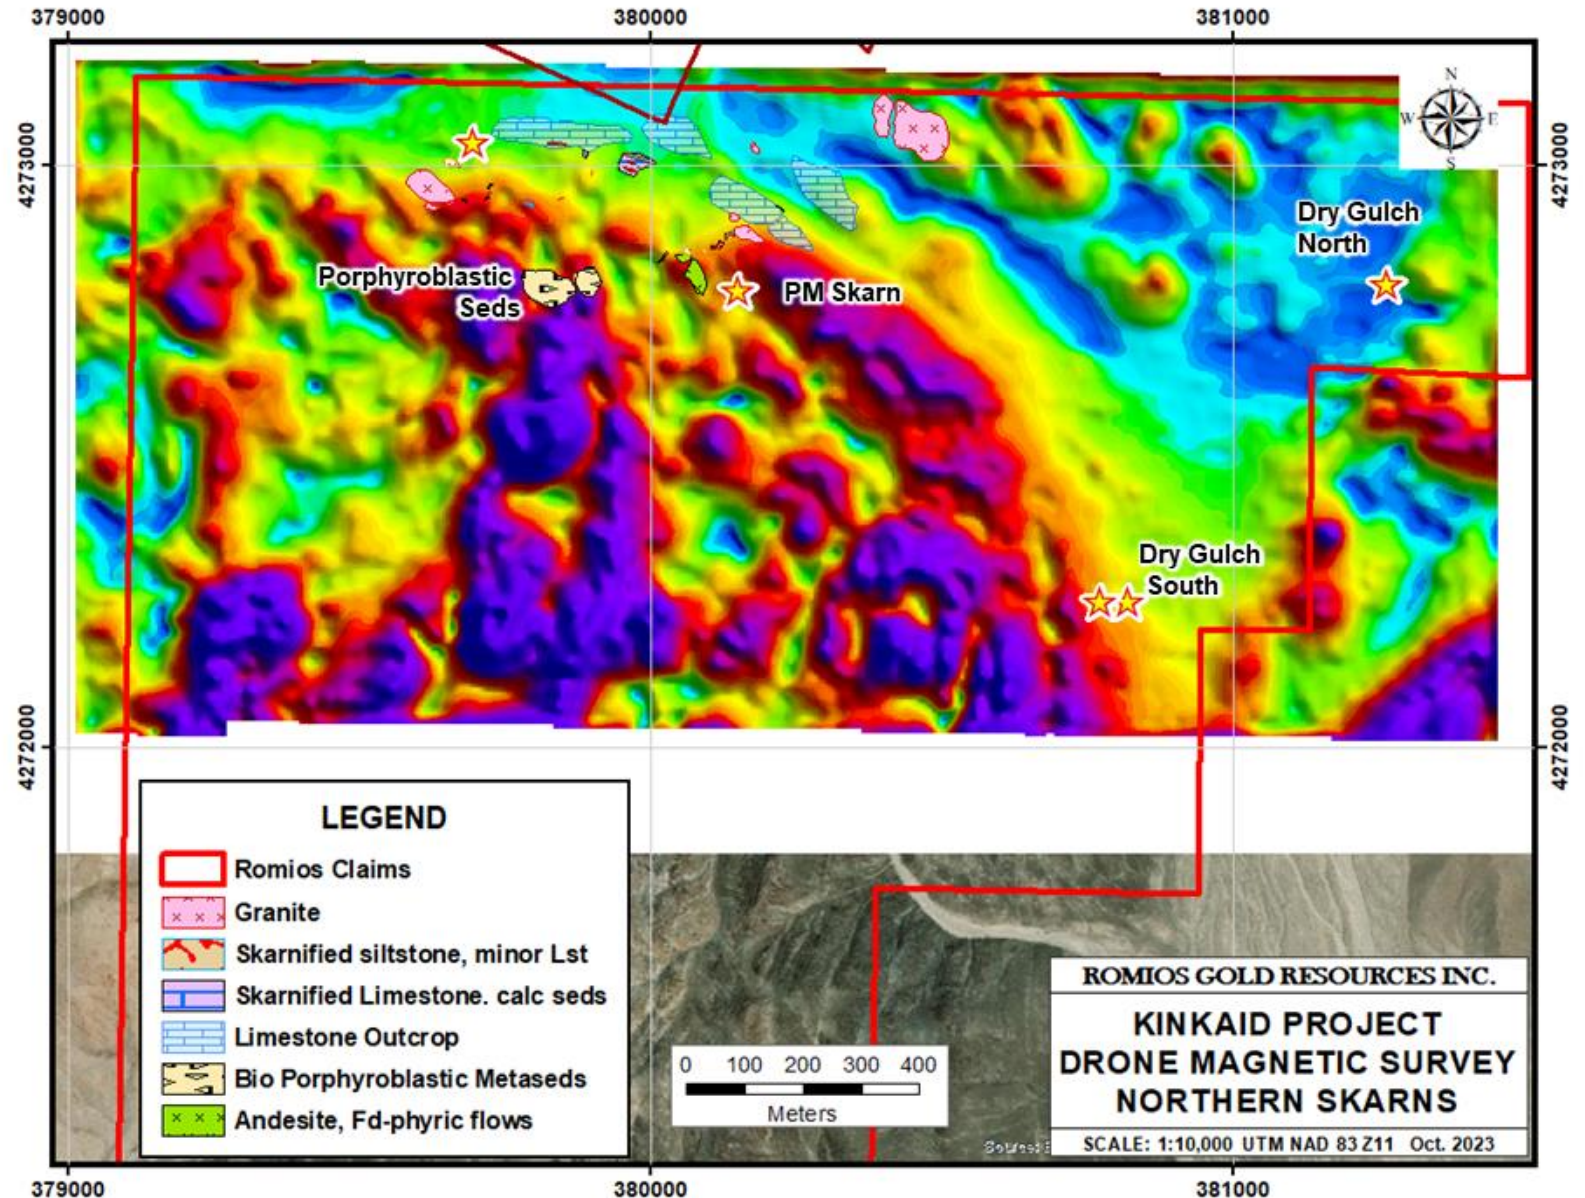 379000
380000
381000
N
W
E
S
4273000
4273000
Dry Gulch
North
Porphyroblastic
Seds
PM Skarn
Dry Gulch
South
4272000
4272000
LEGEND
Romios Claims
Granite
Skarnified siltstone, minor Lst
Skarnified Limestone. calc seds
Limestone Outcrop
Bio Porphyroblastic Metaseds
Andesite, Fd-phyric flows
0 100 200 300 400
Meters
ROMIOS GOLD RESOURCES INC.
KINKAID PROJECT
DRONE MAGNETIC SURVEY
NORTHERN SKARNS
SCALE: 1:10,000 UTM NAD 83 Z11 Oct. 2023
379000
380000
381000